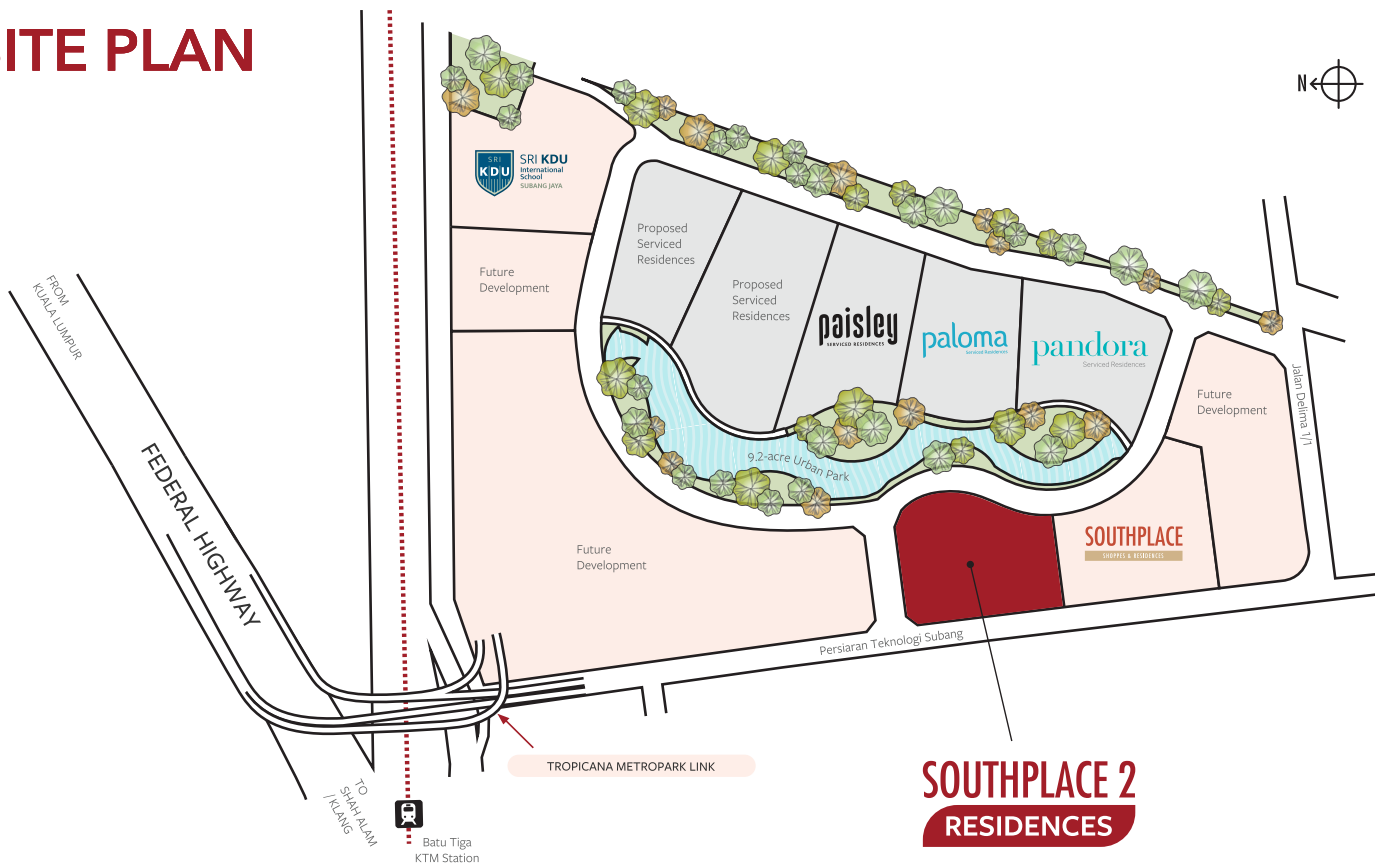 ITE PLAN
N
SRI
KDU
SRI KDU
International
School
SUBANG JAYA
Proposed
Serviced
Residences
Future
Development
Proposed
Serviced
Residences
FROM
KUALA LUMPUR
paisley
SERVICED RESIDENCES
paloma
Serviced Residences
pandora
Serviced Residences
Jalan Delima 1/1
Future
Development
FEDERAL HIGHWAY
9.2-acre Urban Park
Future
Development
SOUTHPLACE
SHOPPES & RESIDENCES
Persiaran Teknologi Subang
TROPICANA METROPARK LINK
TO
SHAH ALAM
/ KLANG
Batu Tiga
KTM Station
SOUTHPLACE 2
RESIDENCES